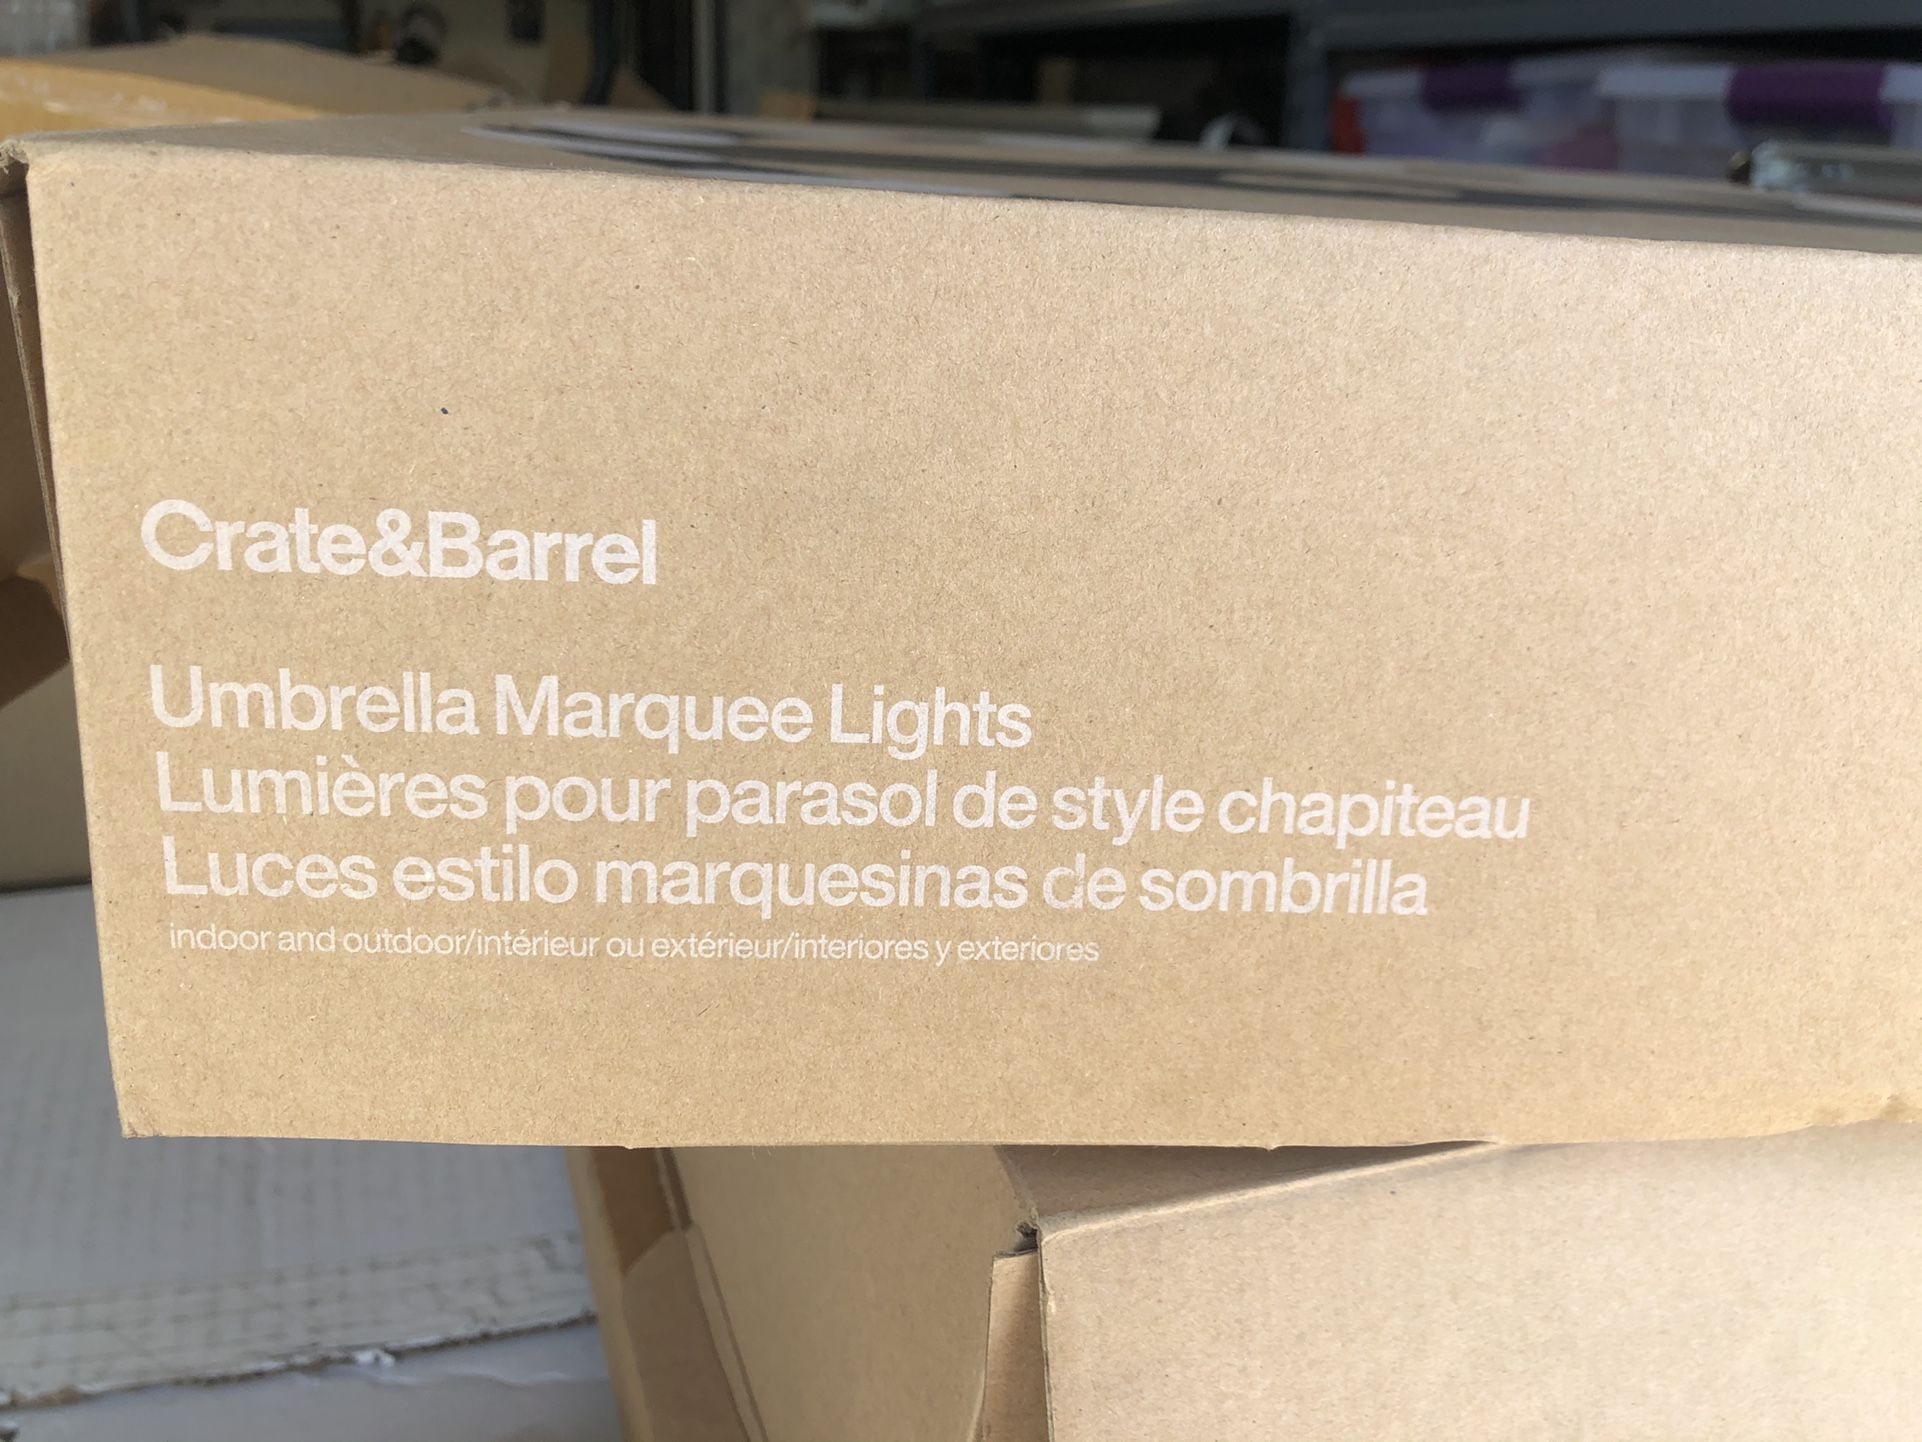 Crate&Barrel
Umbrella Marquee Lights
Lumières pour parasol de style chapiteau
Luces estilo marquesinas de sombrilla
indoor and outdoor/intérieur ou extérieur/interiores y exteriores